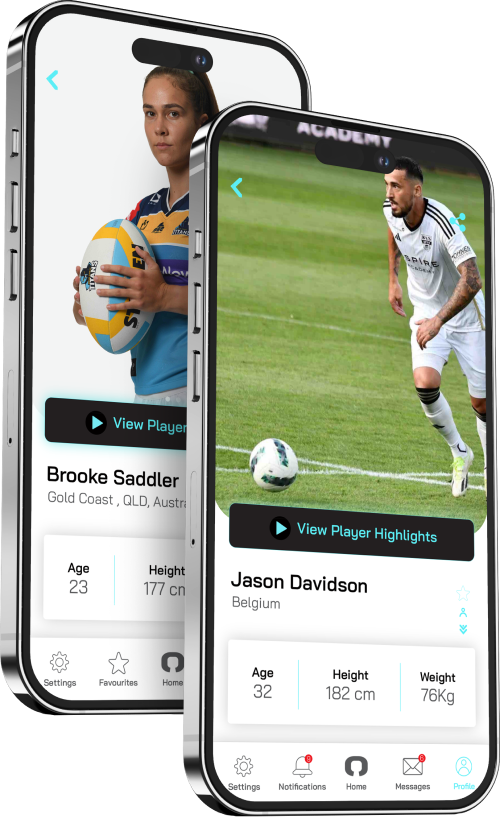 TITANS
View Player
Brooke Saddler
Gold Coast , QLD, Austra
Age
Height
23
177 cm
Settings
Favourites
Home
ACADEMY
View Player Highlights
Jason Davidson
Belgium
Age
Height
Weight
32
182 cm
76Kg
Settings
Notifications
Home
Messages
Profile